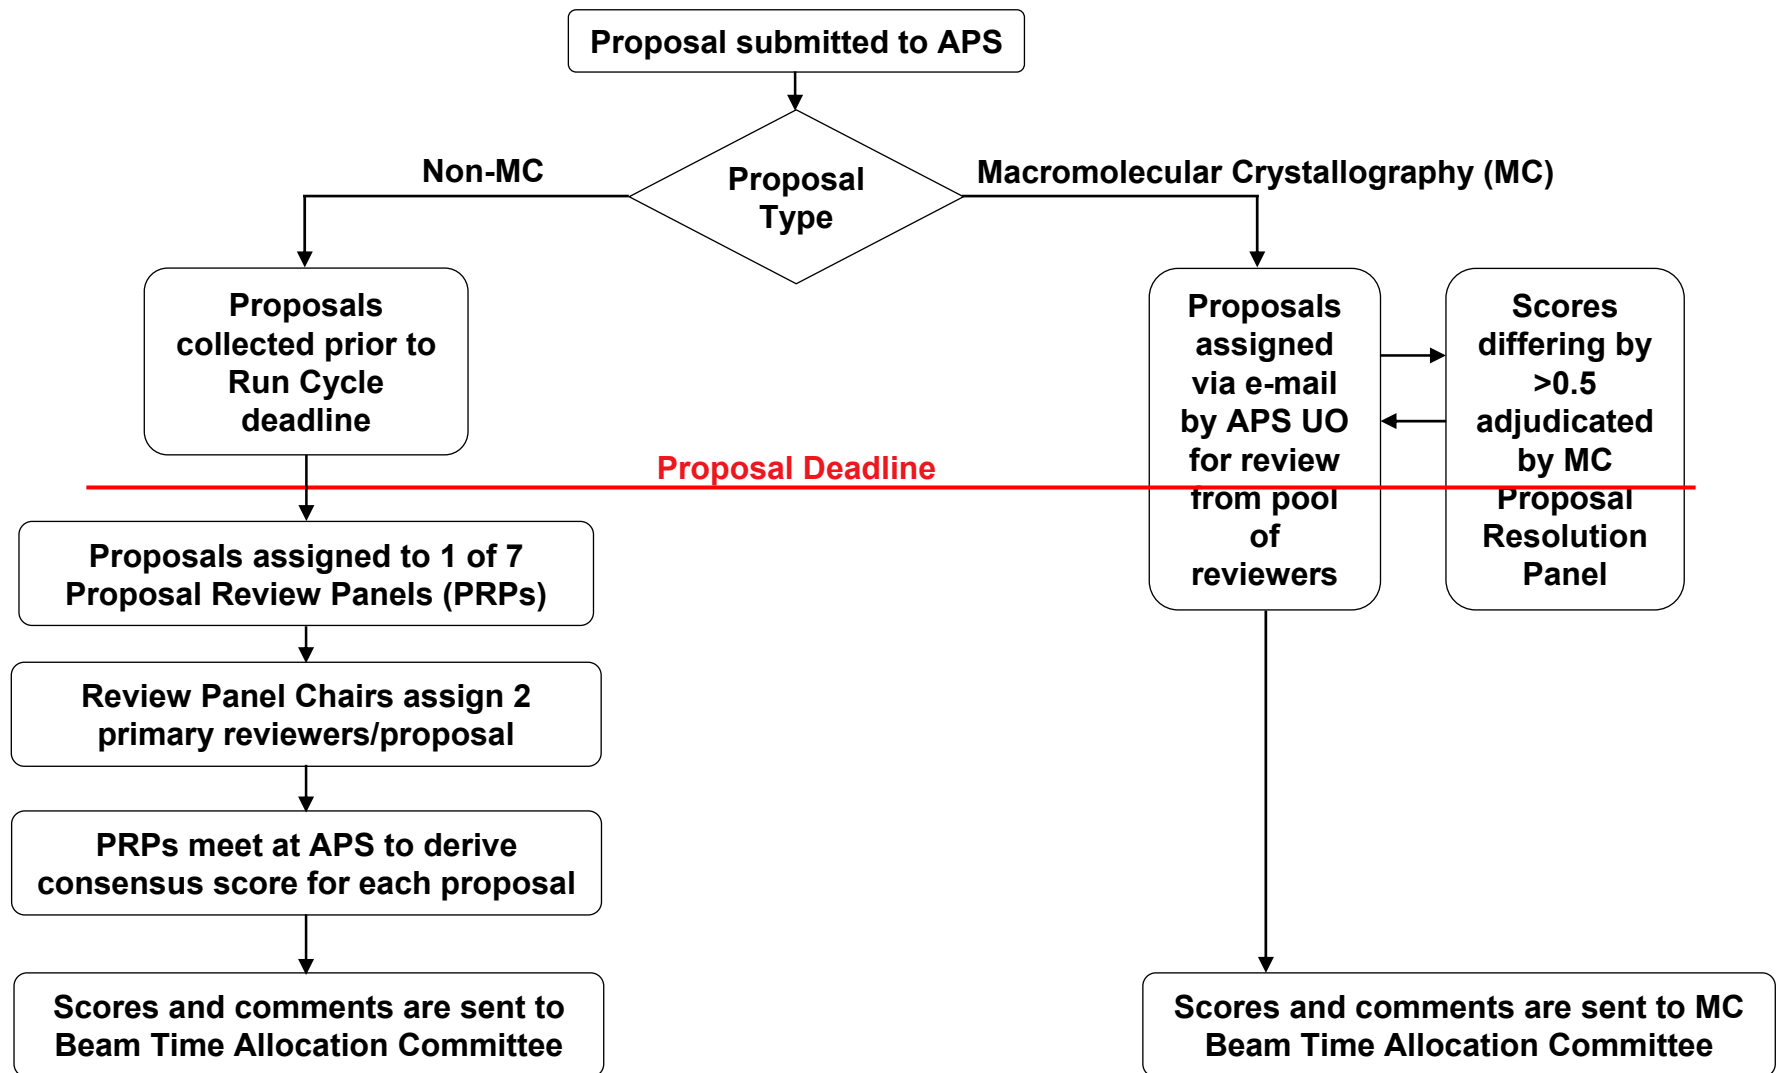 Proposal submitted to APS
Non-MC
Proposal
Type
Macromolecular Crystallography (MC)
Proposals
collected prior to
Run Cycle
deadline
Proposals
assigned
via e-mail
by APS UO
for review
from pool
of
reviewers
Scores
differing by
>0.5
adjudicated
by MC
Proposal
Resolution
Panel
Proposal Deadline
Proposals assigned to 1 of 7
Proposal Review Panels (PRPs)
Review Panel Chairs assign 2
primary reviewers/proposal
PRPs meet at APS to derive
consensus score for each proposal
Scores and comments are sent to
Beam Time Allocation Committee
Scores and comments are sent to MC
Beam Time Allocation Committee